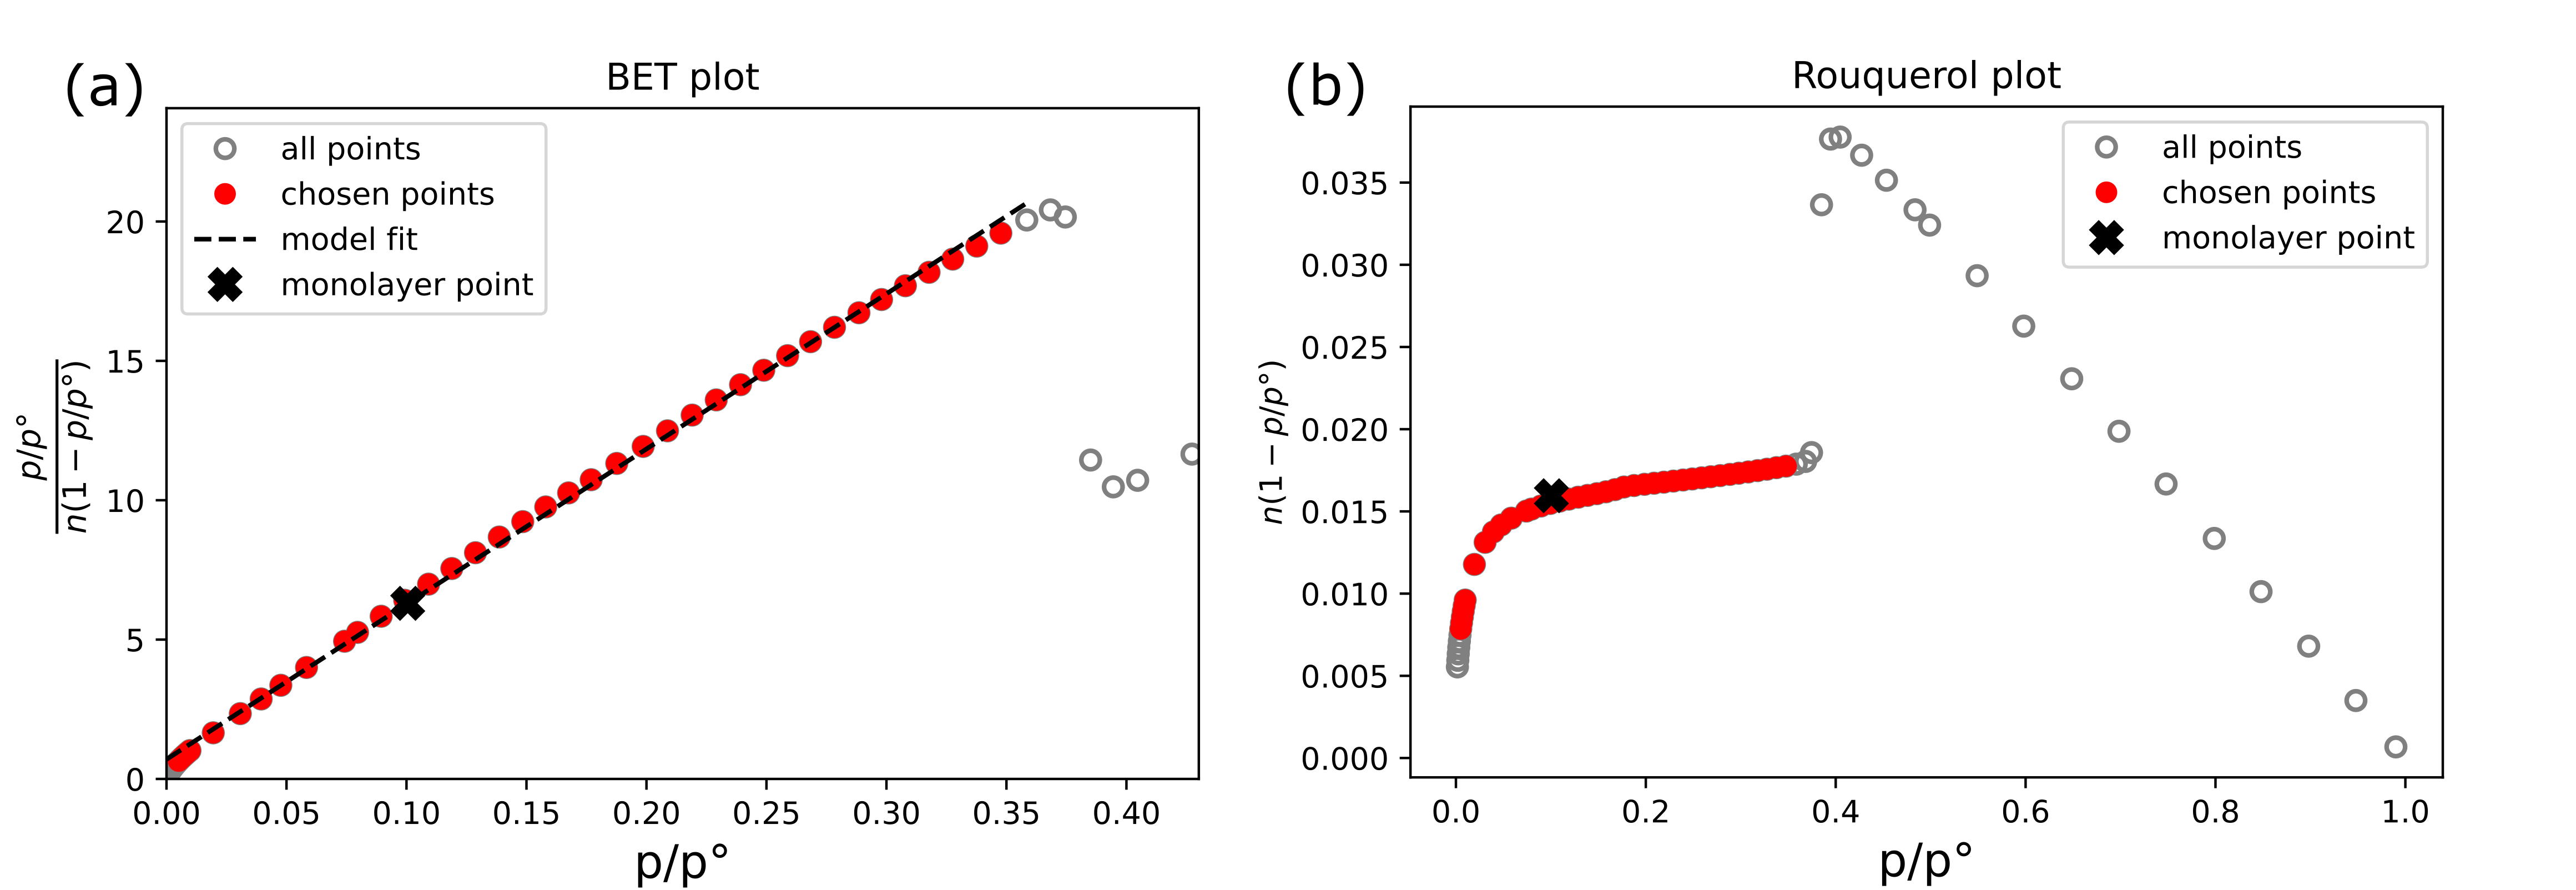 (a)
BET plot
all points
chosen points
model fit
monolayer point
p/p°
n(1 − p/p°)
20
15
10
5
0
0.00 0.05 0.10 0.15 0.20 0.25 0.30 0.35 0.40
p/p°
(b)
Rouquerol plot
all points
chosen points
monolayer point
n(1 − p/p°)
0.035
0.030
0.025
0.020
0.015
0.010
0.005
0.000
0.0 0.2 0.4 0.6 0.8 1.0
p/p°